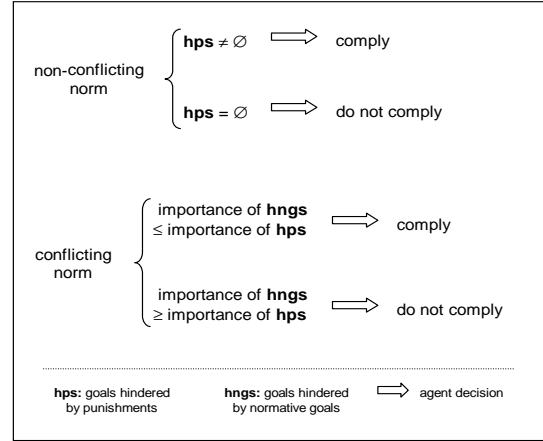 hps ≠ ∅ comply
non-conflicting
norm
hps = ∅ do not comply
importance of hngs
≤ importance of hps comply
conflicting
norm
importance of hngs
≥ importance of hps do not comply
hps: goals hindered
by punishments
hngs: goals hindered
by normative goals
agent decision